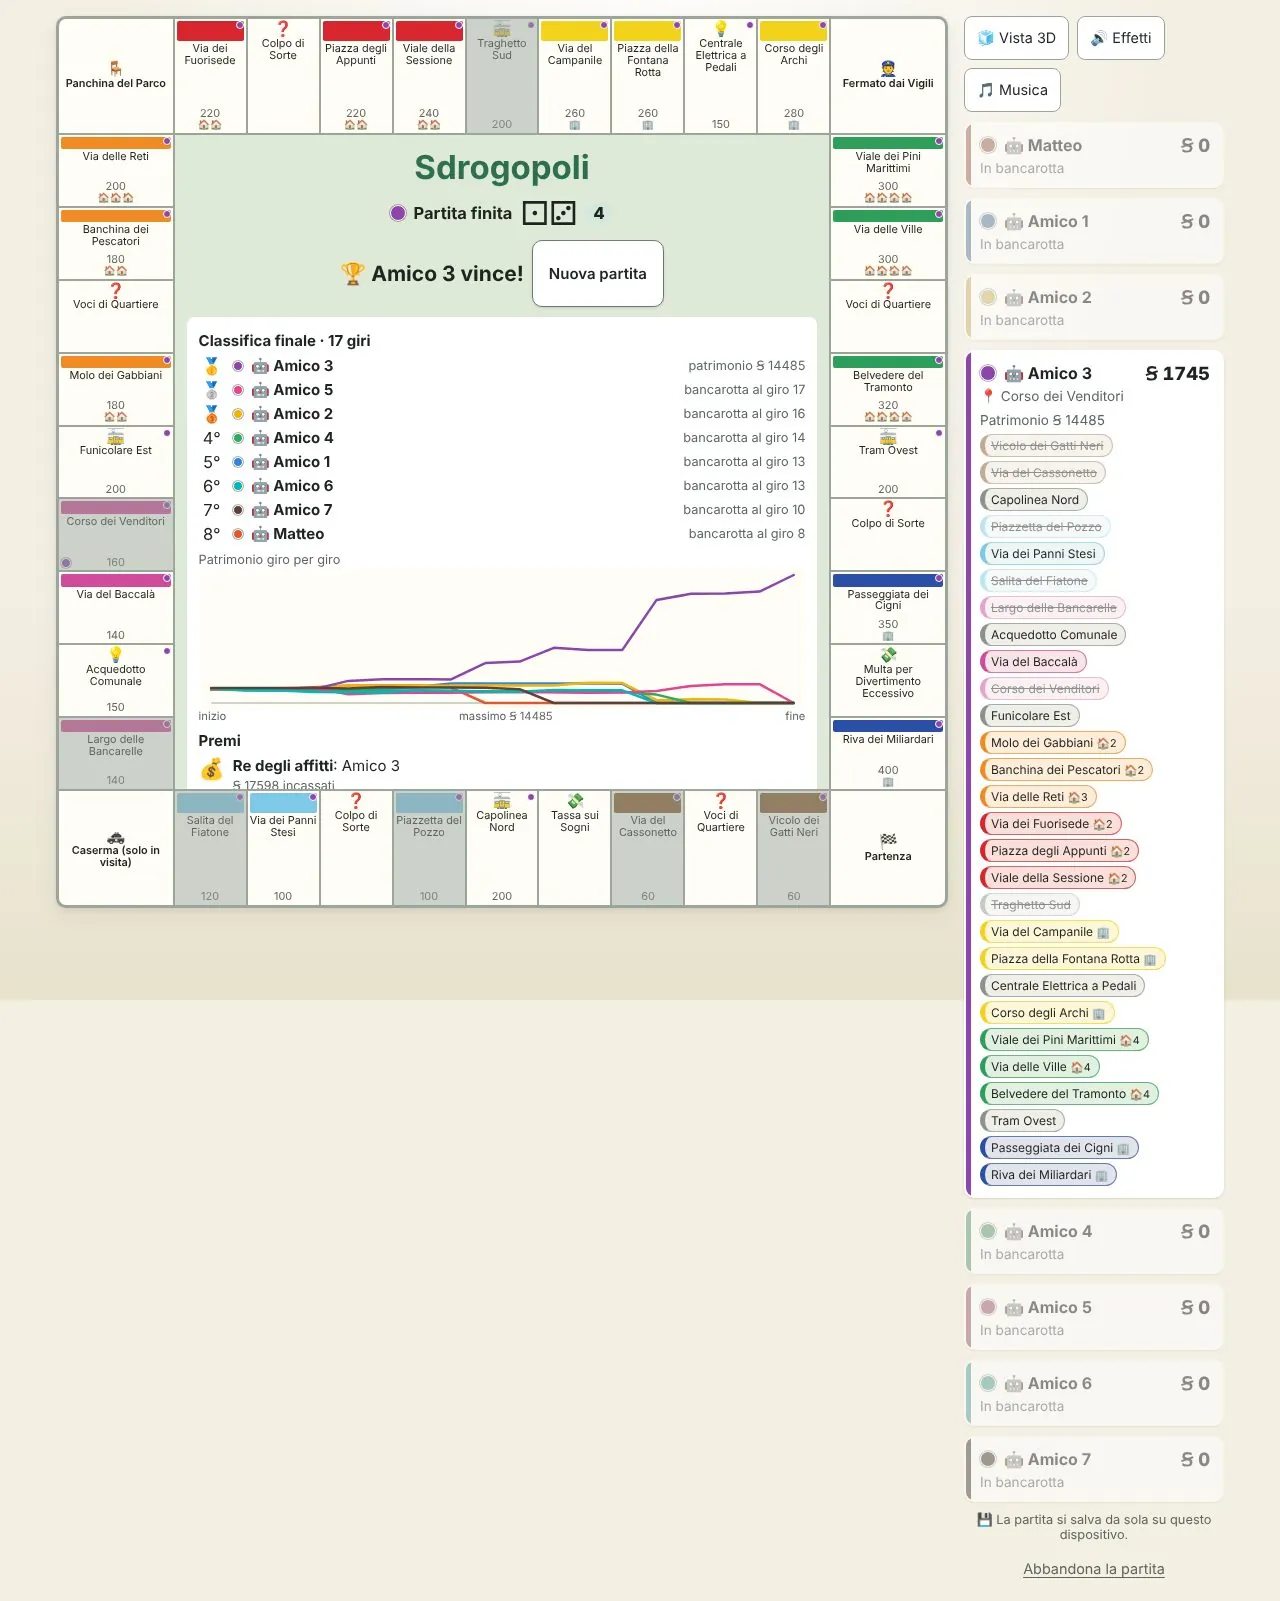 Panchina del Parco
Via dei
Fuorisede
220
Colpo di
Sorte
Piazza degli
Appunti
220
Viale della
Sessione
240
Traghetto
Sud
200
Via del
Campanile
260
Piazza della
Fontana
Rotta
260
Centrale
Elettrica a
Pedali
150
Corso degli
Archi
280
Fermato dai Vigili
Via delle Reti
200
Banchina dei
Pescatori
180
Voci di Quartiere
Molo dei Gabbiani
180
Funicolare Est
200
Corso dei Venditori
160
Via del Baccalà
140
Acquedotto
Comunale
150
Largo delle
Bancarelle
140
Sdrogopoli
Partita finita 4
Amico 3 vince! Nuova partita
Classifica finale · 17 giri
Amico 3 patrimonio S 14485
Amico 5 bancarotta al giro 17
Amico 2 bancarotta al giro 16
4° Amico 4 bancarotta al giro 14
5° Amico 1 bancarotta al giro 13
6° Amico 6 bancarotta al giro 13
7° Amico 7 bancarotta al giro 10
8° Matteo bancarotta al giro 8
Patrimonio giro per giro
inizio massimo S 14485 fine
Premi
Re degli affitti: Amico 3
S 17598 incassati
Viale dei Pini
Marittimi
300
Via delle Ville
300
Voci di Quartiere
Belvedere del
Tramonto
320
Tram Ovest
200
Colpo di Sorte
Passeggiata dei
Cigni
350
Multa per
Divertimento
Eccessivo
Riva dei Miliardari
400
Caserma (solo in
visita)
Salita del
Fiatone
120
Via dei Panni
Stesi
100
Colpo di
Sorte
Piazzetta del
Pozzo
100
Capolinea
Nord
200
Tassa sui
Sogni
Via del
Cassonetto
60
Voci di
Quartiere
Vicolo dei
Gatti Neri
60
Partenza
Vista 3D
Effetti
Musica
Matteo S 0
In bancarotta
Amico 1 S 0
In bancarotta
Amico 2 S 0
In bancarotta
Amico 3 S 1745
Corso dei Venditori
Patrimonio S 14485
Vicolo dei Gatti Neri
Via del Cassonetto
Capolinea Nord
Piazzetta del Pozzo
Via dei Panni Stesi
Salita del Fiatone
Largo delle Bancarelle
Acquedotto Comunale
Via del Baccalà
Corso dei Venditori
Funicolare Est
Molo dei Gabbiani 2
Banchina dei Pescatori 2
Via delle Reti 3
Via dei Fuorisede 2
Piazza degli Appunti 2
Viale della Sessione 2
Traghetto Sud
Via del Campanile
Piazza della Fontana Rotta
Centrale Elettrica a Pedali
Corso degli Archi
Viale dei Pini Marittimi 4
Via delle Ville 4
Belvedere del Tramonto 4
Tram Ovest
Passeggiata dei Cigni
Riva dei Miliardari
Amico 4 S 0
In bancarotta
Amico 5 S 0
In bancarotta
Amico 6 S 0
In bancarotta
Amico 7 S 0
In bancarotta
La partita si salva da sola su questo
dispositivo.
Abbandona la partita